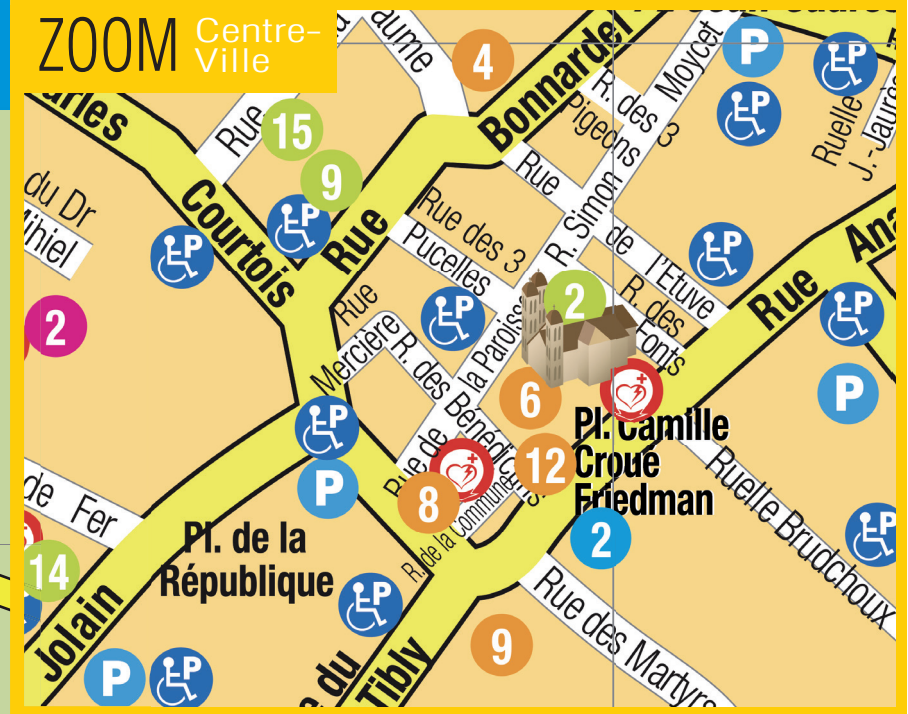 ZOOM Centre-
Ville
4
P
R. Simon Moycet
Bonnardel
Rue
R. des 3
Pigeons
Ruelle
J.-Jaurès
15
Rue
9
P
P
P
P
Courtois
Rue des 3
Pucelles
Rue
de l'Etuve
R. des
Fonts
Rue
du Dr
2
2
P
P
P
Rue
Mercière
R. des Bénédictins
Rue de la Paroisse
6
12
8
R. de la Commune
Pl. Camille
Croué
Friedman
2
P
P
Pl. de la
République
de Fer
14
Jolain
P
P
P
Ruelle Brudchoux
P
Rue des Martyrs
9
Tibly
du